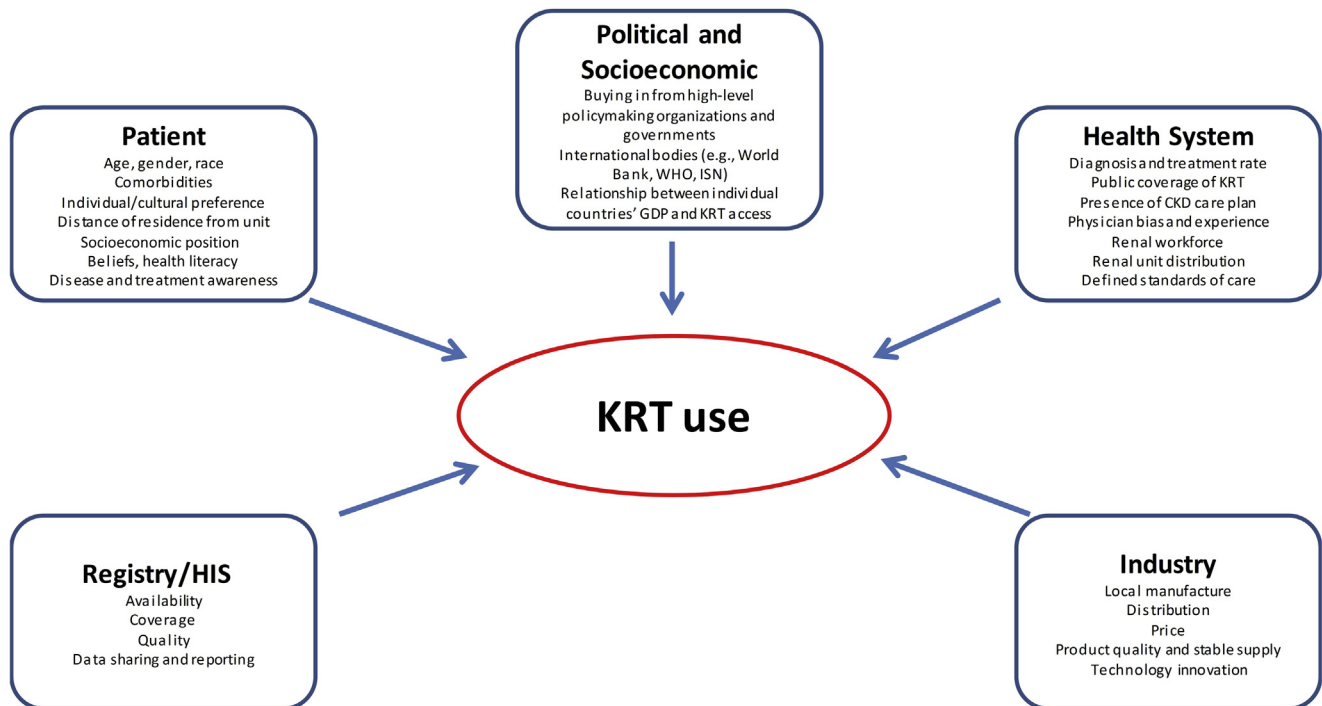 Political and
Socioeconomic
Buying in from high-level
policymaking organizations and
governments
International bodies (e.g., World
Bank, WHO, ISN)
Relationship between individual
countries' GDP and KRT access
Patient
Age, gender, race
Comorbidities
Individual/cultural preference
Distance of residence from unit
Socioeconomic position
Beliefs, health literacy
Disease and treatment awareness
Health System
Diagnosis and treatment rate
Public coverage of KRT
Presence of CKD care plan
Physician bias and experience
Renal workforce
Renal unit distribution
Defined standards of care
KRT use
Registry/HIS
Availability
Coverage
Quality
Data sharing and reporting
Industry
Local manufacture
Distribution
Price
Product quality and stable supply
Technology innovation